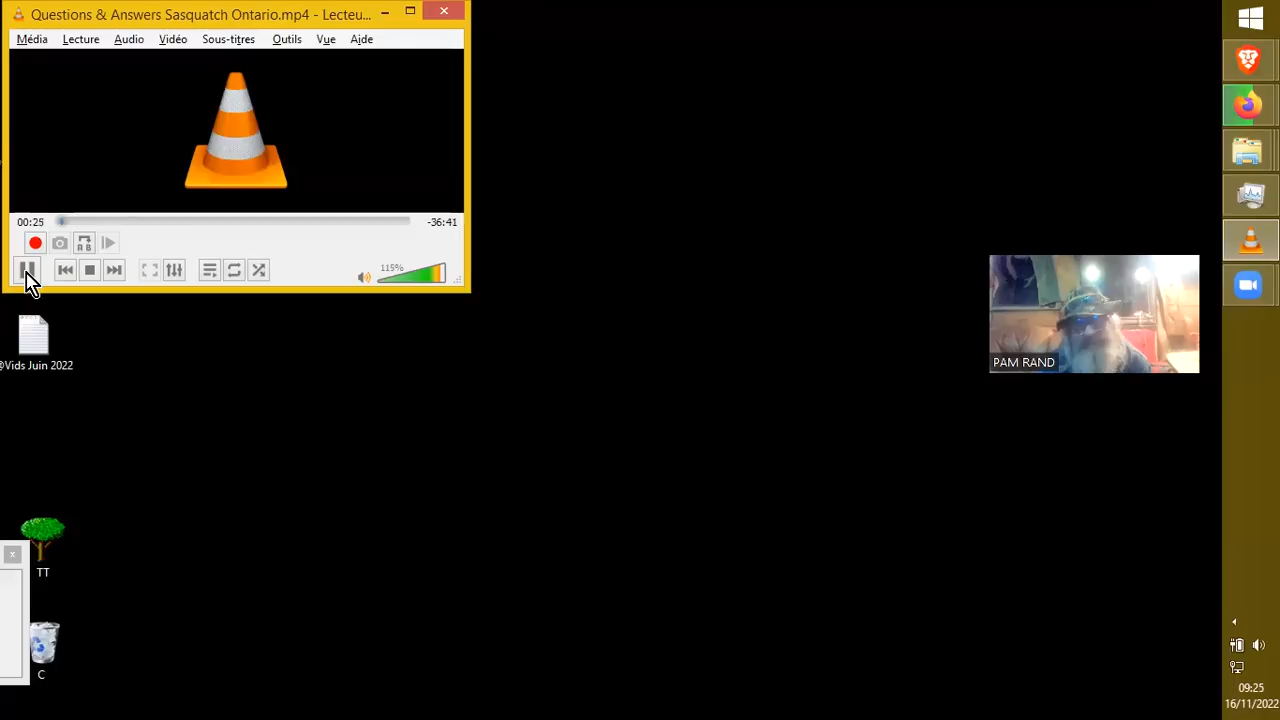 Questions & Answers Sasquatch Ontario.mp4 - Lecteu...
Média Lecture Audio Vidéo Sous-titres Outils Vue Aide
00:25 -36:41
A B
115%
@Vids Juin 2022
PAM RAND
TT
x
C
09:25
16/11/2022